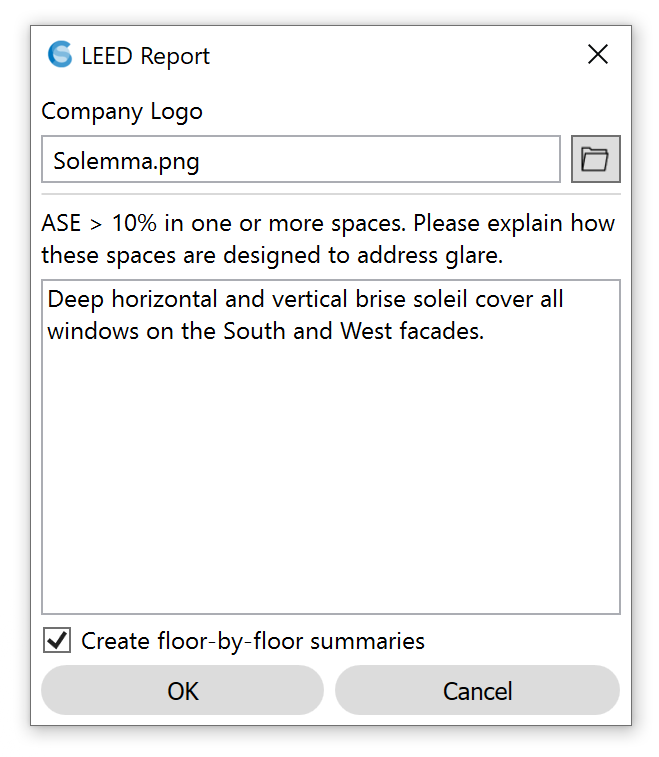 LEED Report
Company Logo
Solemma.png
ASE > 10% in one or more spaces. Please explain how
these spaces are designed to address glare.
Deep horizontal and vertical brise soleil cover all
windows on the South and West facades.
Create floor-by-floor summaries
OK
Cancel